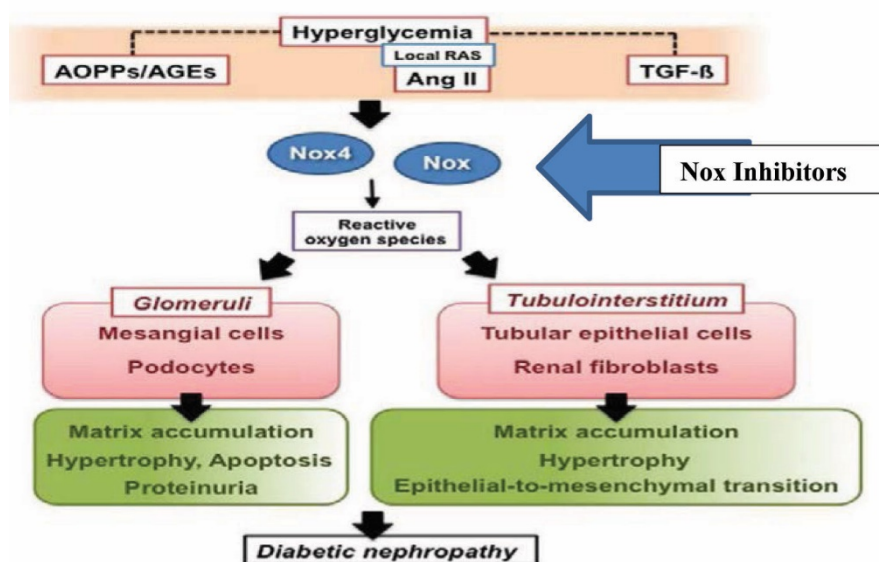 Hyperglycemia
Local RAS
AOPPs/AGEs
Ang II
TGF-ß
Nox4
Nox
Nox Inhibitors
Reactive
oxygen species
Glomeruli
Mesangial cells
Podocytes
Tubulointerstitium
Tubular epithelial cells
Renal fibroblasts
Matrix accumulation
Hypertrophy, Apoptosis
Proteinuria
Matrix accumulation
Hypertrophy
Epithelial-to-mesenchymal transition
Diabetic nephropathy